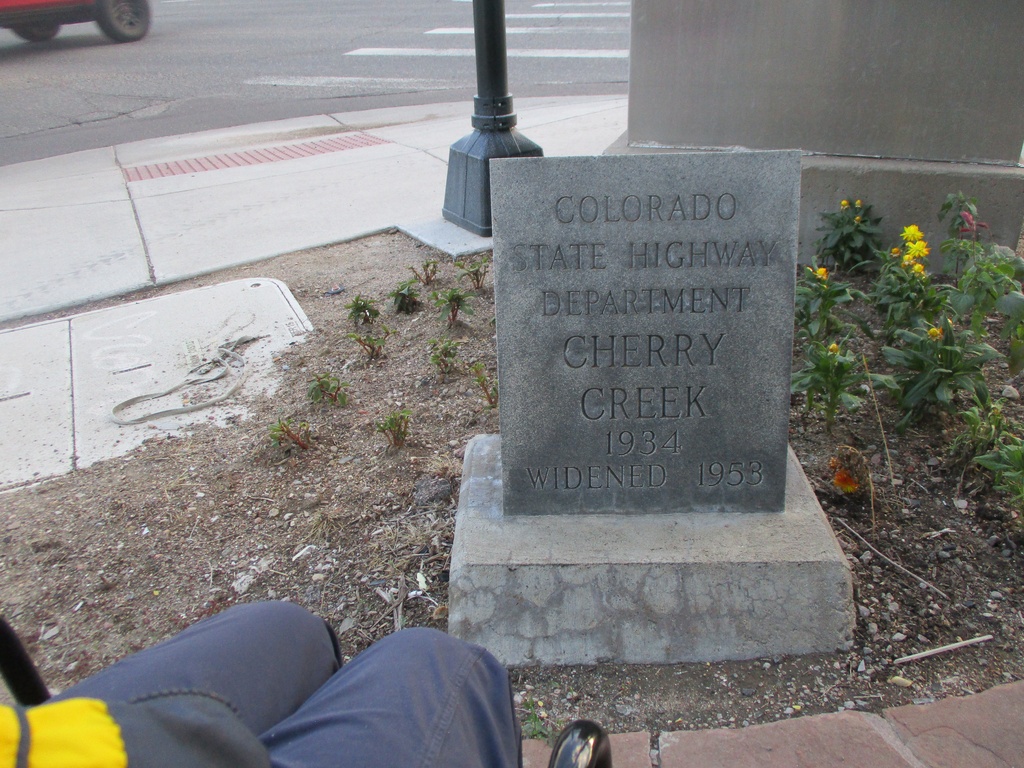 COLORADO
STATE HIGHWAY
DEPARTMENT
CHERRY
CREEK
1934
WIDENED 1953